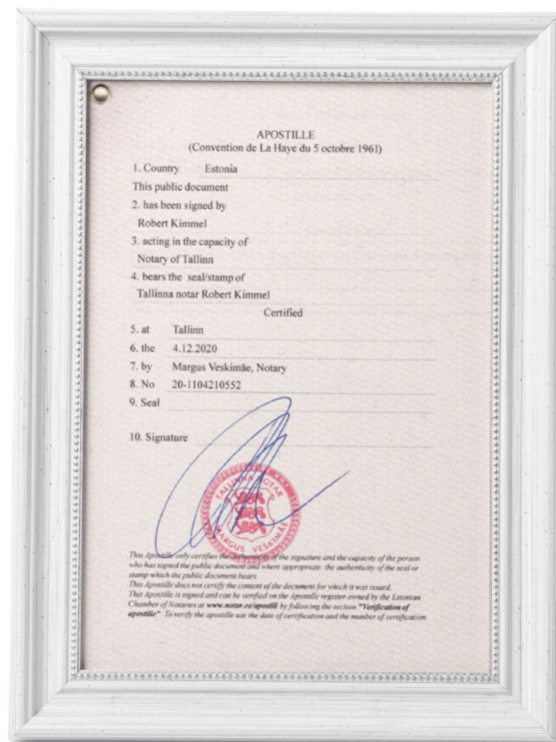 APOSTILLE
(Convention de La Haye du 5 octobre 1961)
1. Country Estonia
This public document
2. has been signed by
Robert Kimmel
3. acting in the capacity of
Notary of Tallinn
4. bears the seal/stamp of
Tallinna notar Robert Kimmel
Certified
5. at Tallinn
6. the 4.12.2020
7. by Margus Veskimäe, Notary
8. No 20-1104210552
9. Seal
10. Signature
TALLINNA NOTAR
MARGUS VESKIMÄE
This Apostille only certifies the authenticity of the signature and the capacity of the person
who has signed the public document and where appropriate, the authenticity of the seal or
stamp which the public document bears.
This Apostille does not certify the content of the document for which it was issued.
This Apostille is signed and can be verified on the Apostille register owned by the Estonian
Chamber of Notaries at www.notar.ee/apostill by following the section "Verification of
apostille". To verify the apostille use the date of certification and the number of certification.